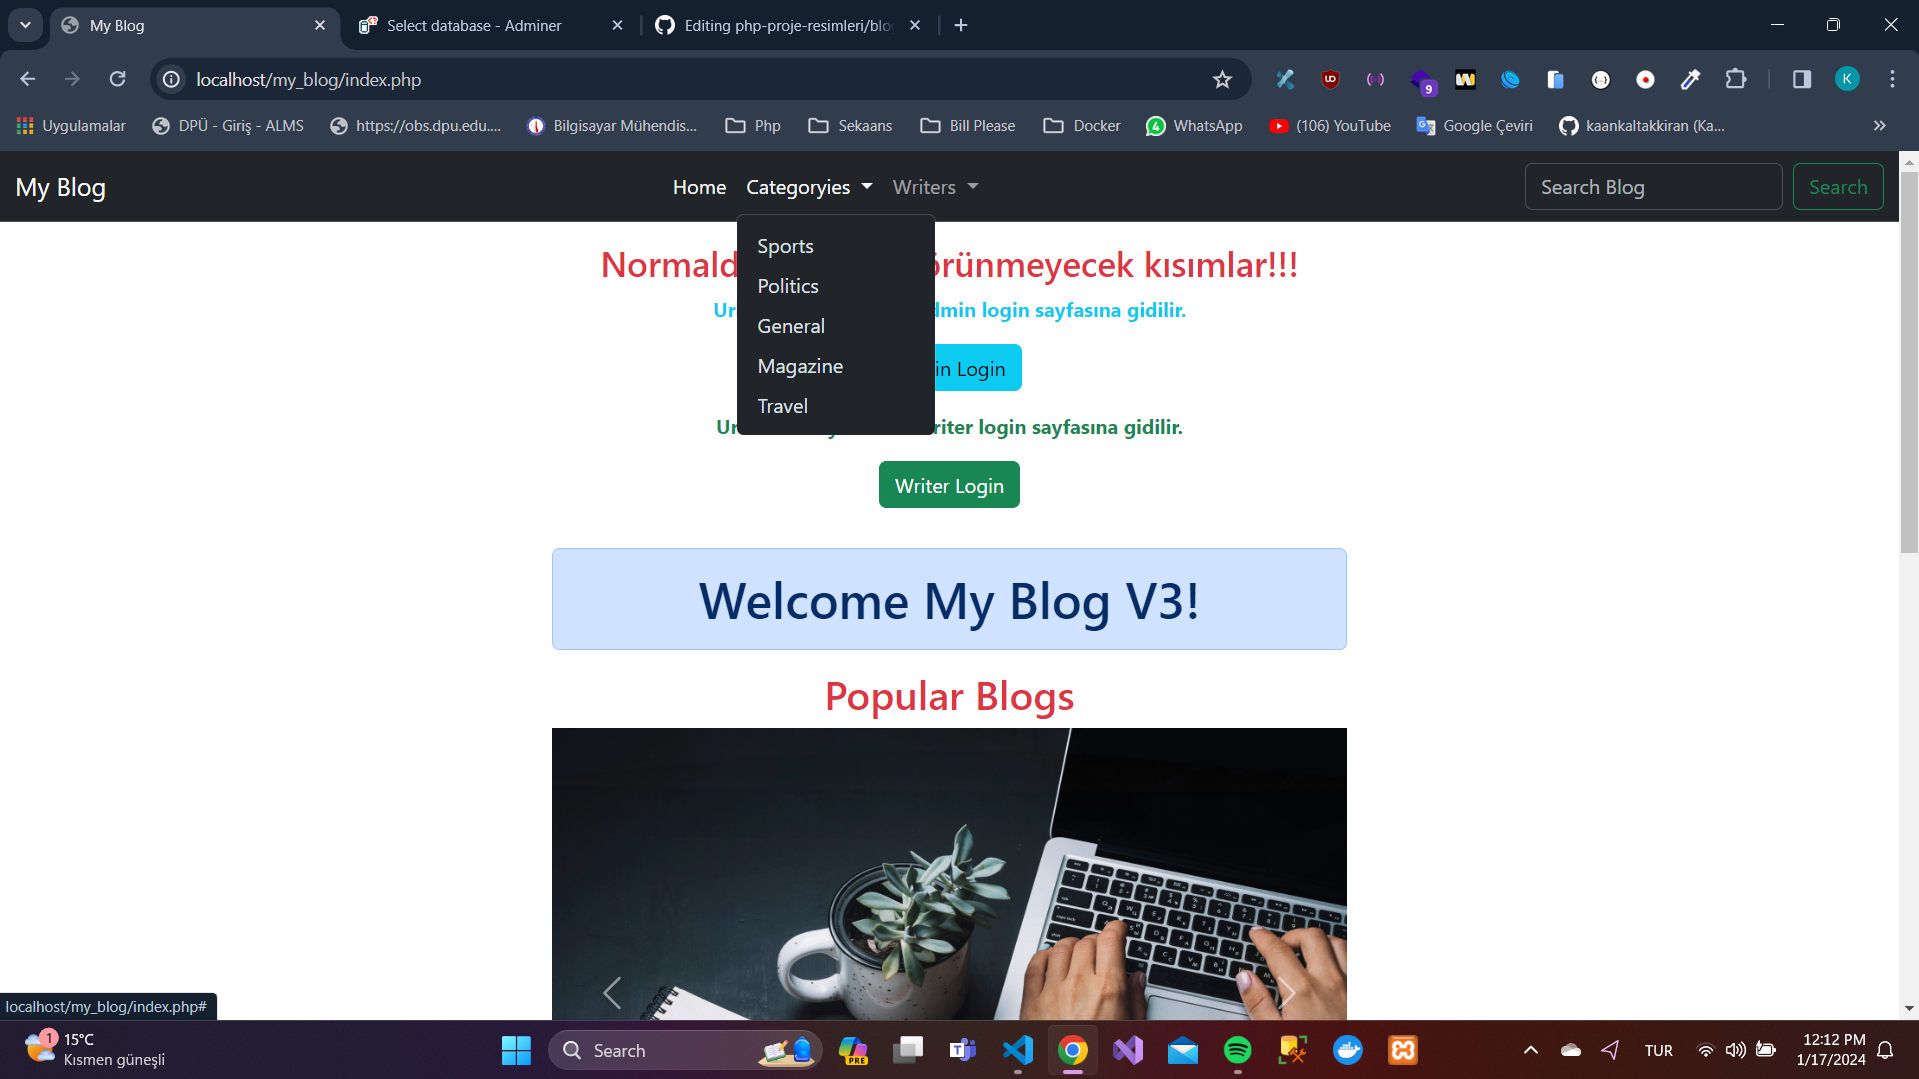 My Blog
Select database - Adminer
Editing php-proje-resimleri/blo
localhost/my_blog/index.php
9
K
Uygulamalar
DPÜ - Giriş - ALMS
https://obs.dpu.edu....
Bilgisayar Mühendis...
Php
Sekaans
Bill Please
Docker
4
WhatsApp
(106) YouTube
Google Çeviri
kaankaltakkiran (Ka...
My Blog
Home
Categoryies
Writers
Search Blog
Search
Sports
Politics
General
Magazine
Travel
Normald
örünmeyecek kısımlar!!!
Ur
dmin login sayfasına gidilir.
in Login
Ur
riter login sayfasına gidilir.
Writer Login
Welcome My Blog V3!
Popular Blogs
localhost/my_blog/index.php#
1
15°C
Kısmen güneşli
Search
PRE
TUR
12:12 PM
1/17/2024